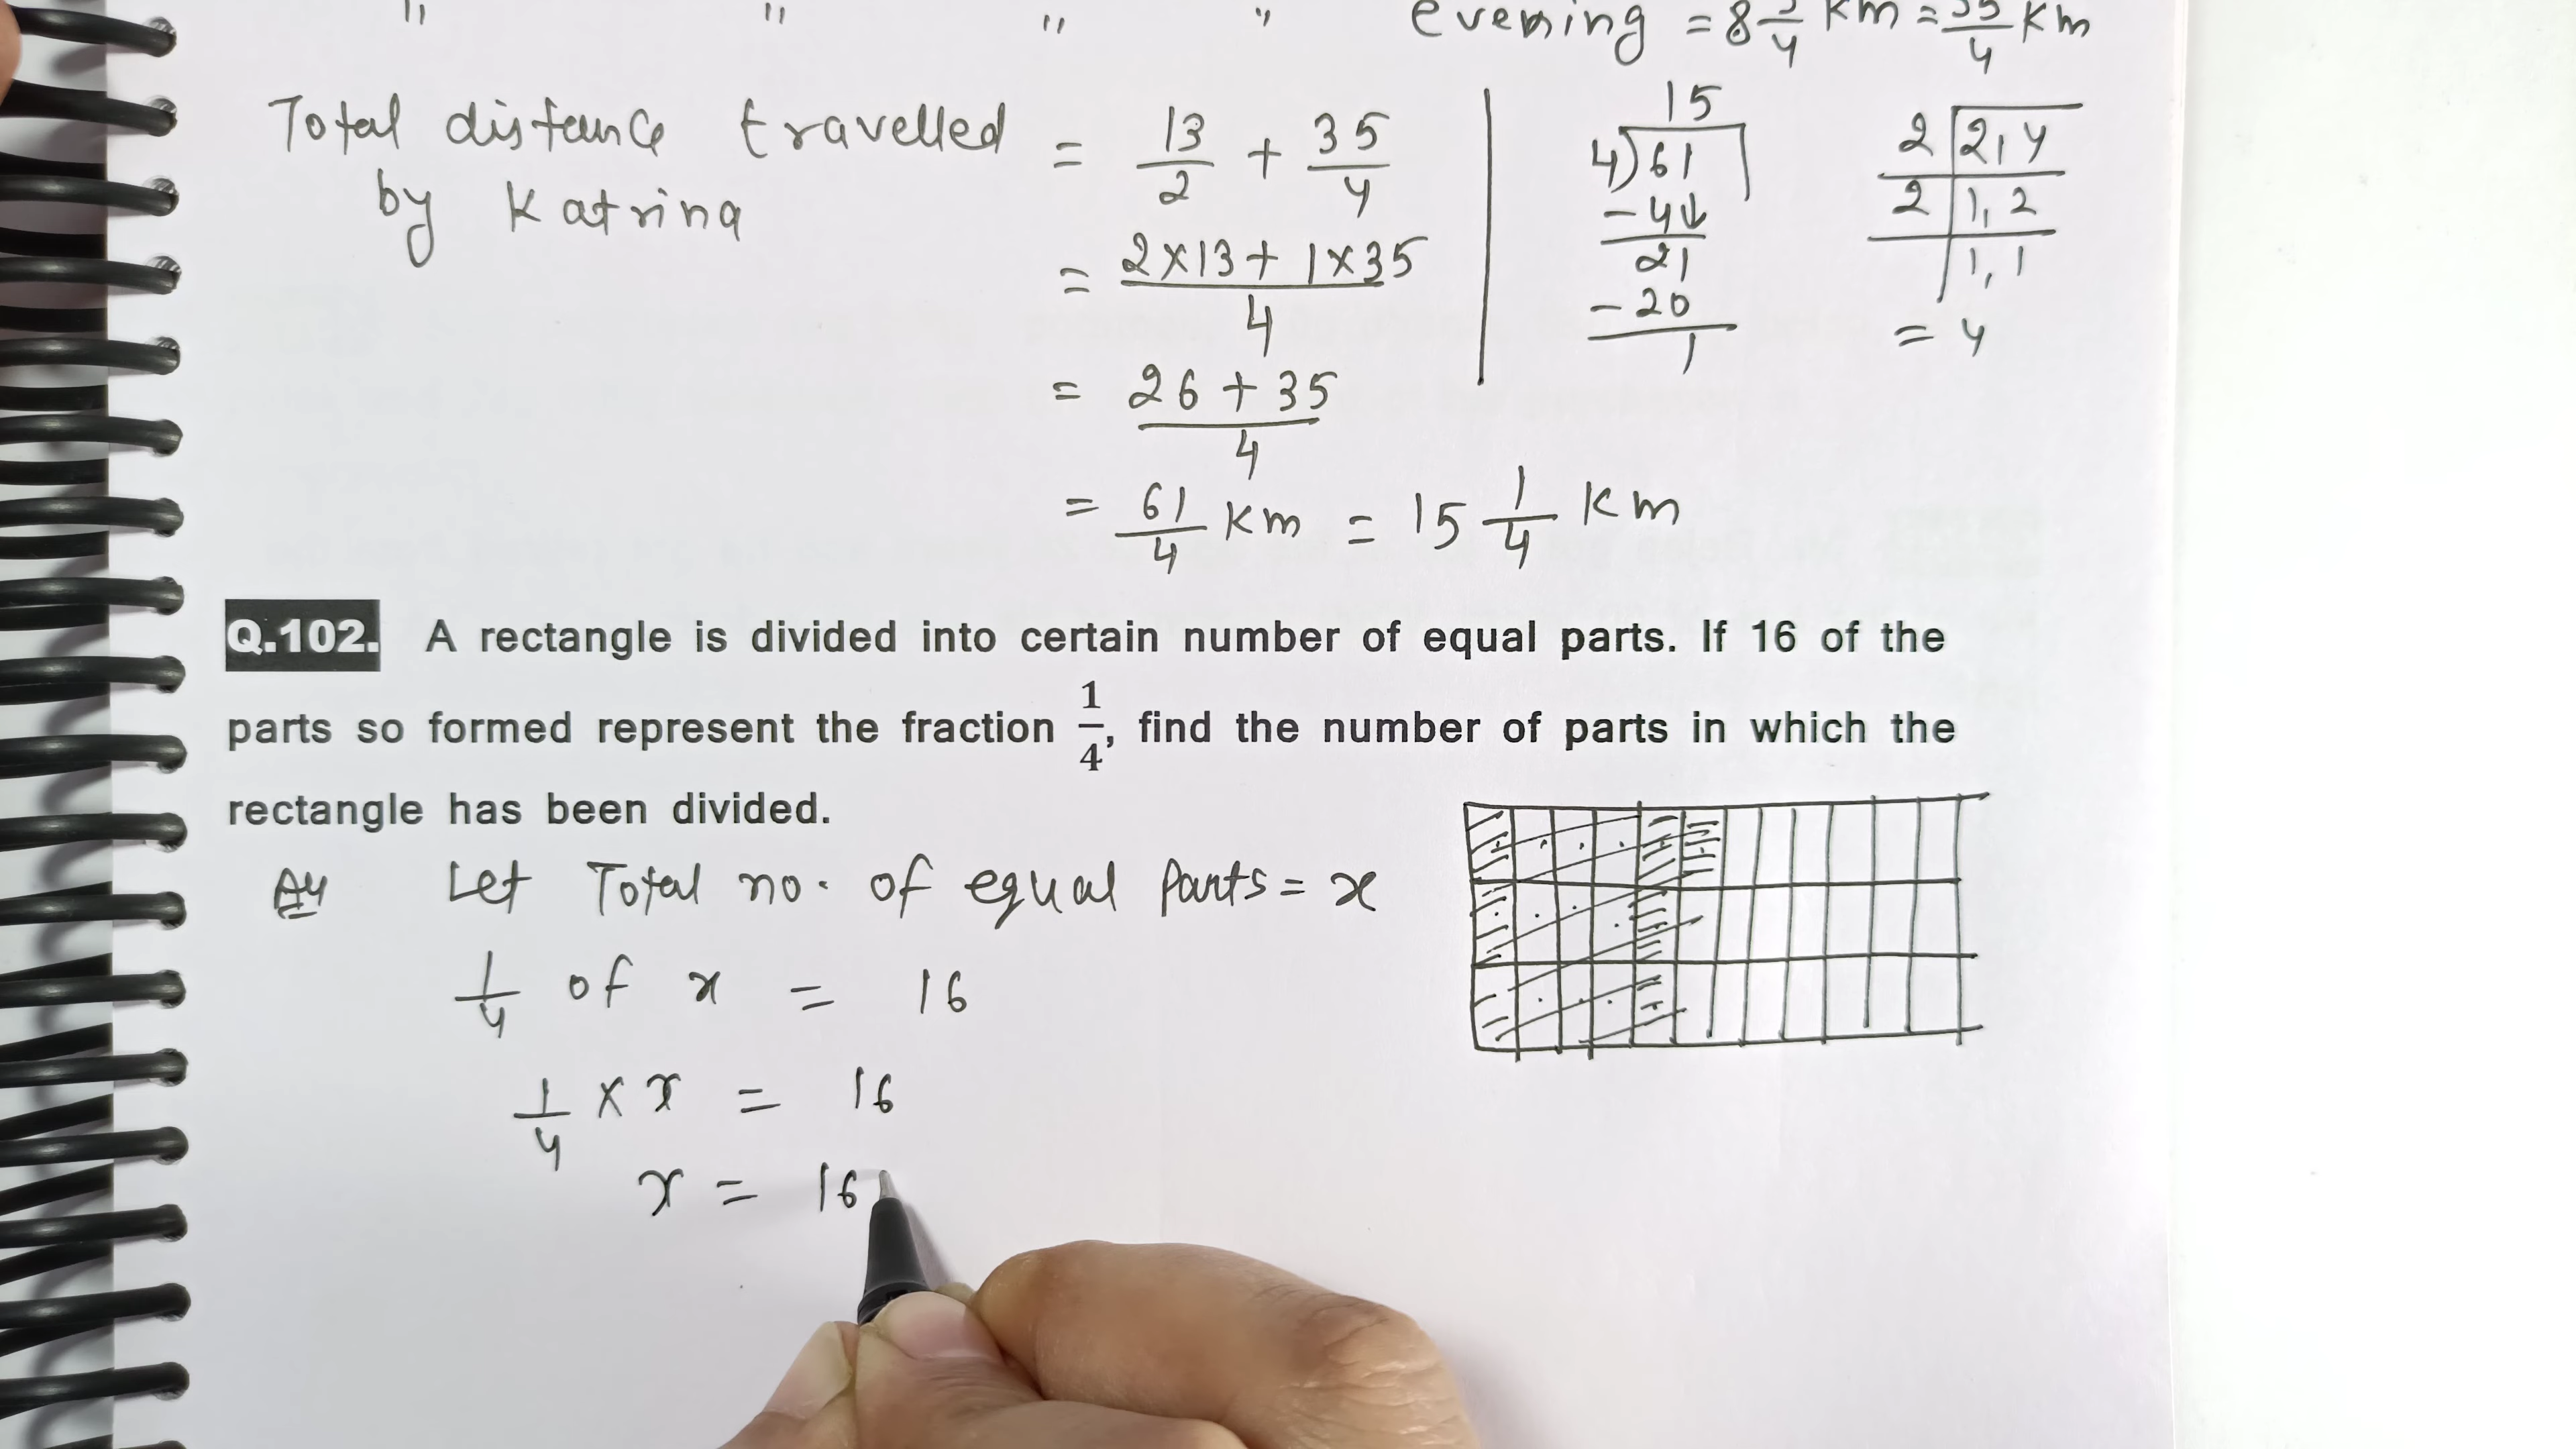 " " " " evening = 8 3/4 Km = 35/4 Km
Total distance travelled = 13/2 + 35/4
by Katrina
= 2×13 + 1×35 / 4
= 26 + 35 / 4
= 61/4 Km = 15 1/4 Km
15
4)61
-4↓
21
-20
1
2 | 2, 4
2 | 1, 2
1, 1
= 4
Q.102. A rectangle is divided into certain number of equal parts. If 16 of the
parts so formed represent the fraction 1/4, find the number of parts in which the
rectangle has been divided.
Let Total no. of equal Parts = x
1/4 of x = 16
1/4 × x = 16
x = 16